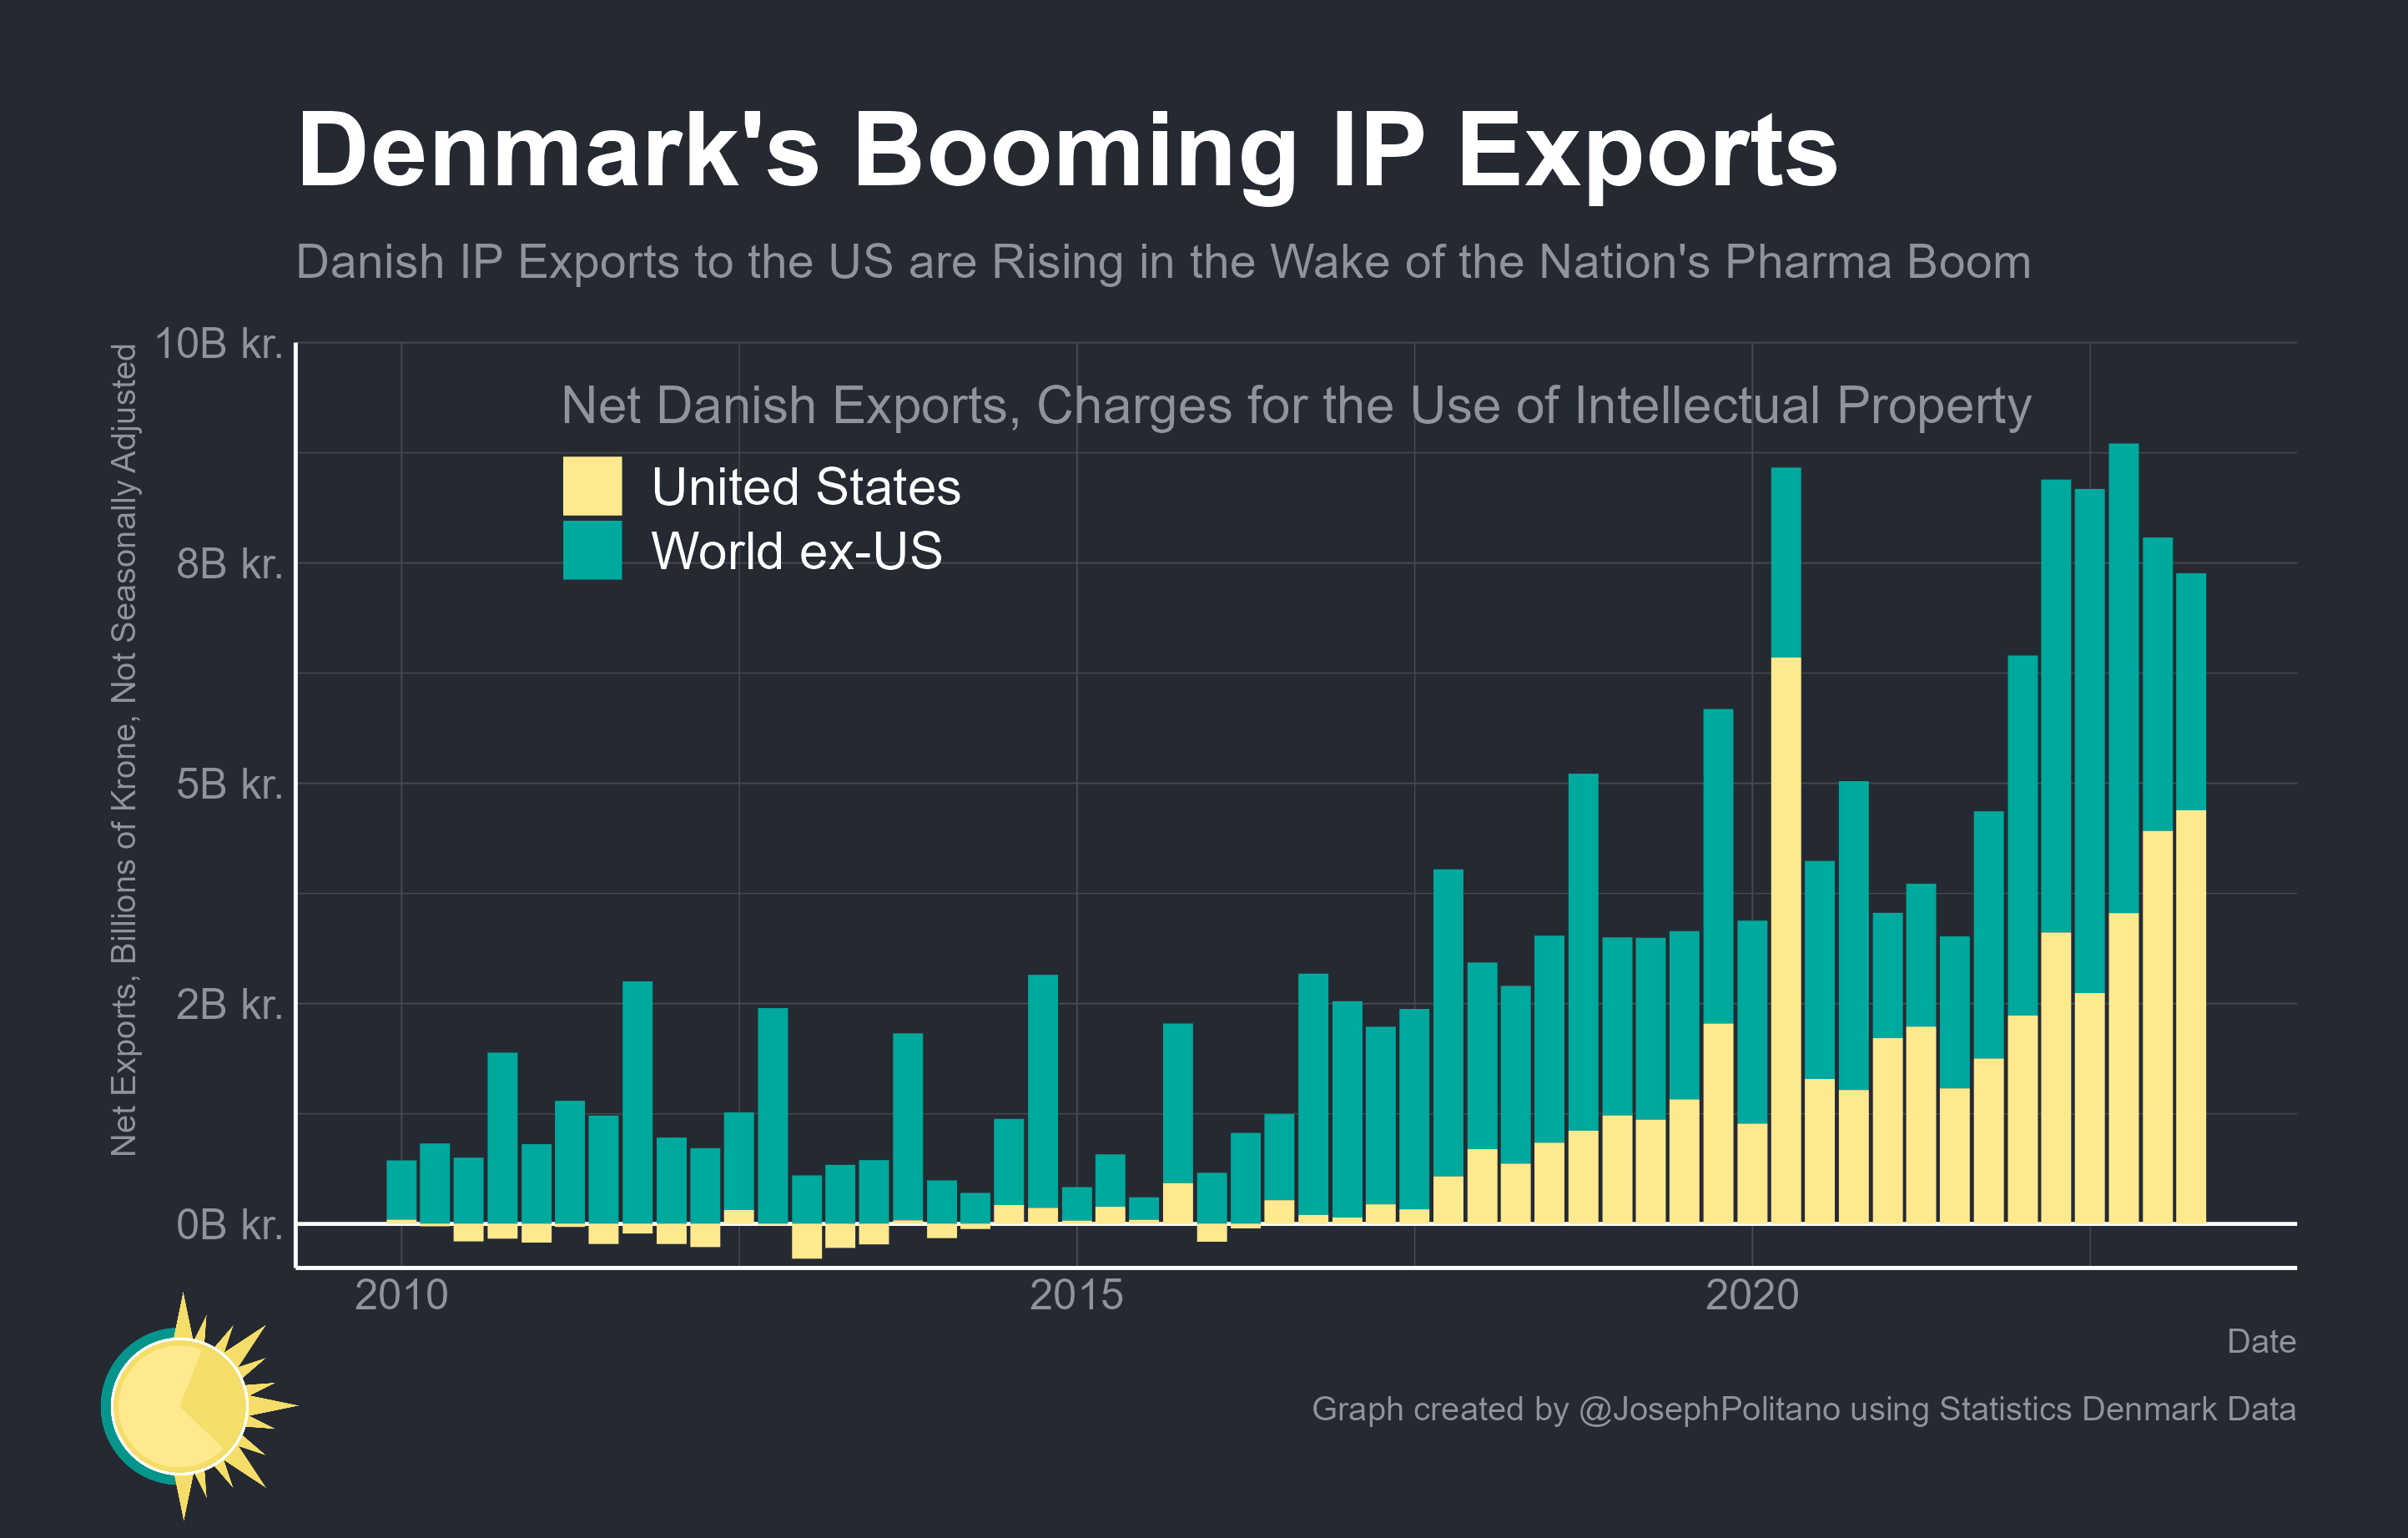 Denmark's Booming IP Exports
Danish IP Exports to the US are Rising in the Wake of the Nation's Pharma Boom
Net Exports, Billions of Krone, Not Seasonally Adjusted
10B kr.
8B kr.
5B kr.
2B kr.
0B kr.
Net Danish Exports, Charges for the Use of Intellectual Property
United States
World ex-US
2010
2015
2020
Date
Graph created by @JosephPolitano using Statistics Denmark Data